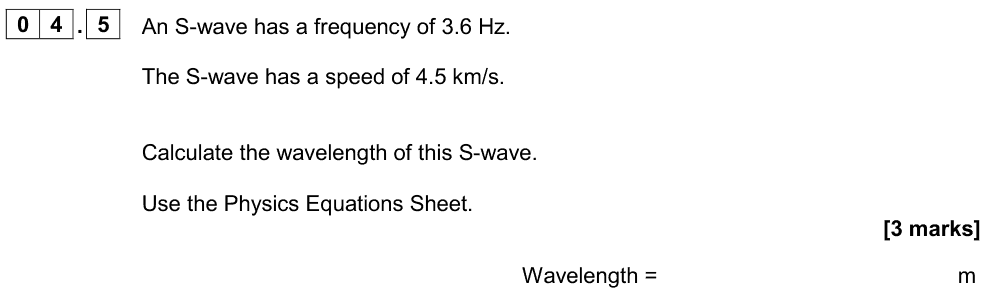 0 4 . 5 An S-wave has a frequency of 3.6 Hz.
The S-wave has a speed of 4.5 km/s.
Calculate the wavelength of this S-wave.
Use the Physics Equations Sheet.
[3 marks]
Wavelength = m